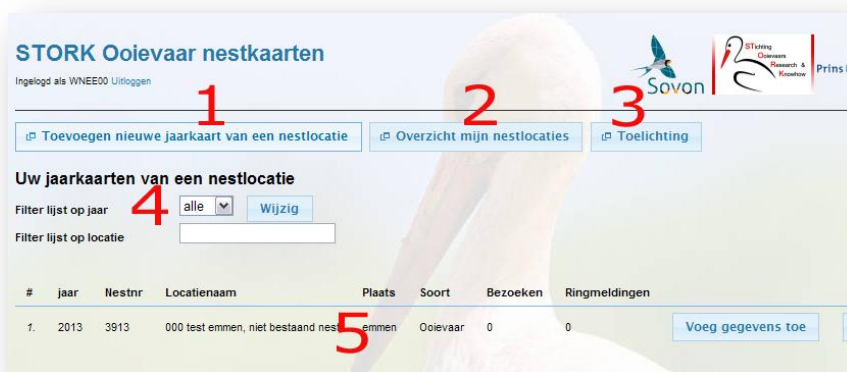 STORK Ooievaar nestkaarten
Ingelogd als WNEE00 Uitloggen
Sovon
STichting
Ooievaars
Research &
Knowhow
Prins
1
2
3
Toevoegen nieuwe jaarkaart van een nestlocatie
Overzicht mijn nestlocaties
Toelichting
Uw jaarkaarten van een nestlocatie
4
Filter lijst op jaar
alle
Wijzig
Filter lijst op locatie
# jaar Nestnr Locatienaam Plaats Soort Bezoeken Ringmeldingen
1. 2013 3913 000 test emmen, niet bestaand nest emmen Ooievaar 0 0 Voeg gegevens toe
5